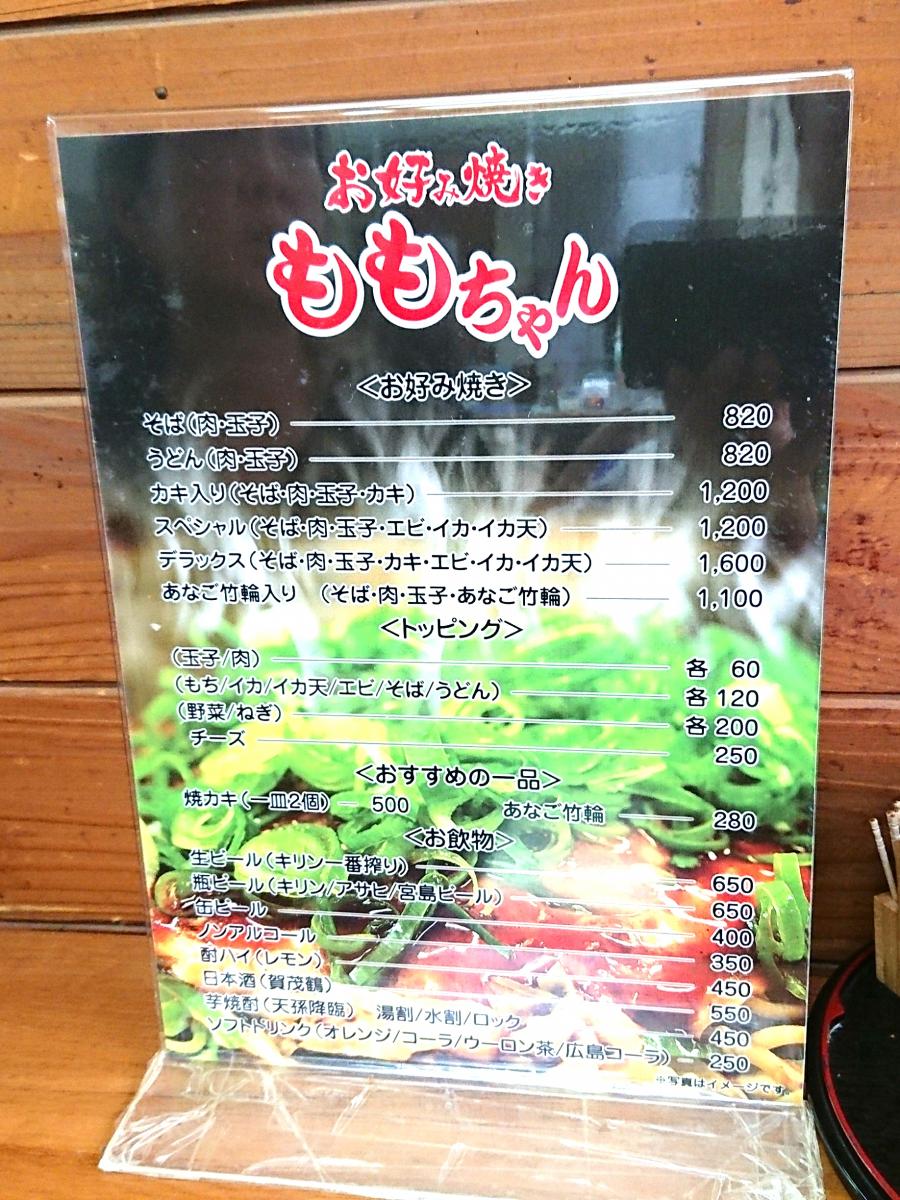 お好み焼き
ももちゃん
<お好み焼き>
そば(肉・玉子) 820
うどん(肉・玉子) 820
カキ入り(そば・肉・玉子・カキ) 1,200
スペシャル(そば・肉・玉子・エビ・イカ・イカ天) 1,200
デラックス(そば・肉・玉子・カキ・エビ・イカ・イカ天) 1,600
あなご竹輪入り (そば・肉・玉子・あなご竹輪) 1,100
<トッピング>
(玉子/肉) 各 60
(もち/イカ/イカ天/エビ/そば/うどん) 各 120
(野菜/ねぎ) 各 200
チーズ 250
<おすすめの一品>
焼カキ(一皿2個) 500 あなご竹輪 280
<お飲物>
生ビール(キリン一番搾り) 650
瓶ビール(キリン/アサヒ/宮島ビール) 650
缶ビール 400
ノンアルコール 350
酎ハイ(レモン) 450
日本酒(賀茂鶴) 550
芋焼酎(天孫降臨) 湯割/水割/ロック 450
ソフトドリンク(オレンジ/コーラ/ウーロン茶/広島コーラ) 250
※写真はイメージです。